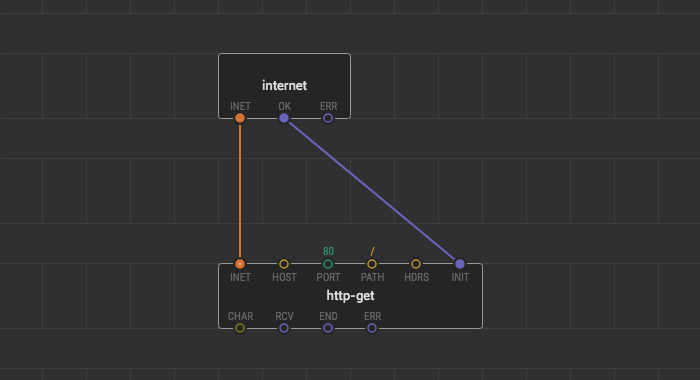 internet
INET OK ERR
80 /
INET HOST PORT PATH HDRS INIT
http-get
CHAR RCV END ERR